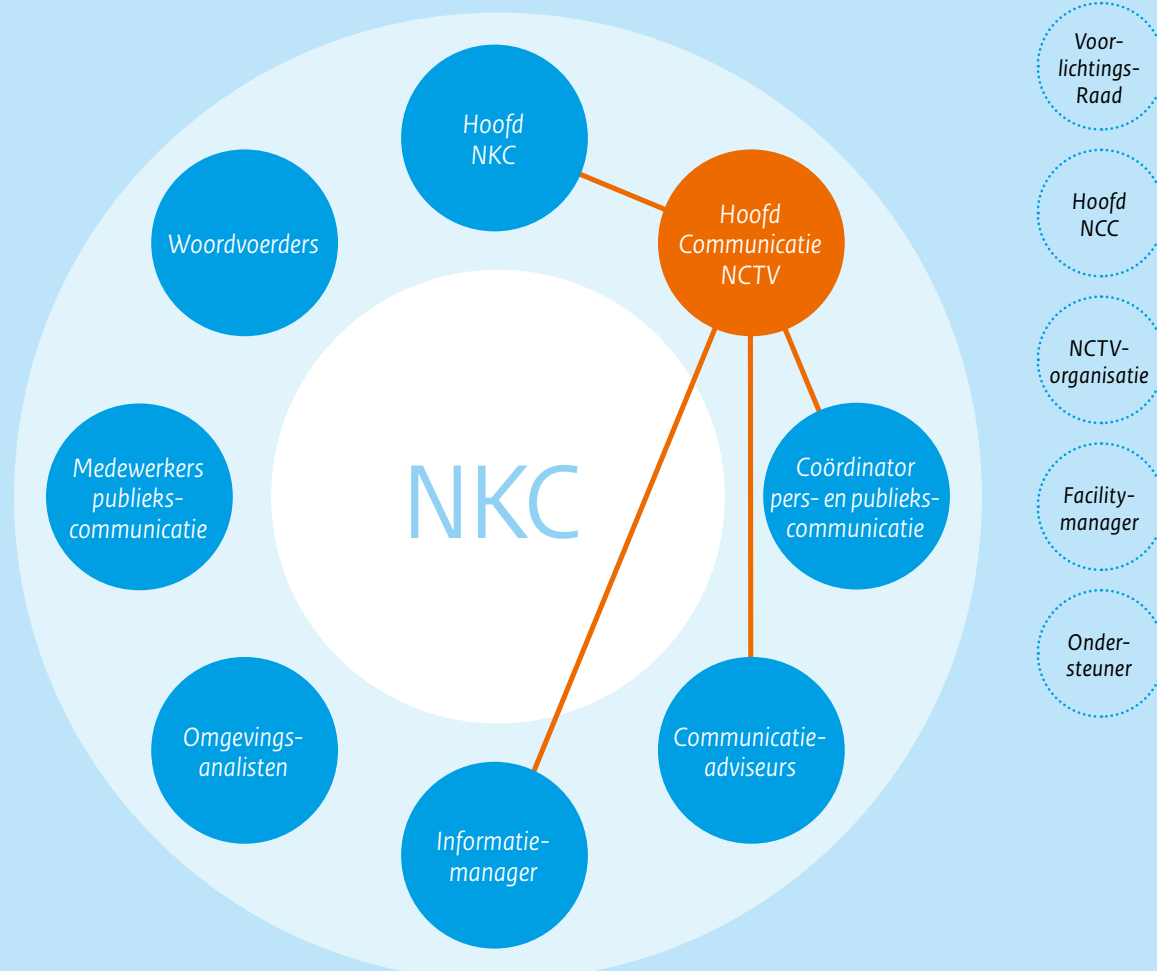 Hoofd
NKC
Hoofd
Communicatie
NCTV
Woordvoerders
Medewerkers
publieks-
communicatie
NKC
Coördinator
pers- en publieks-
communicatie
Omgevings-
analisten
Communicatie-
adviseurs
Informatie-
manager
Voor-
lichtings-
Raad
Hoofd
NCC
NCTV-
organisatie
Facility-
manager
Onder-
steuner